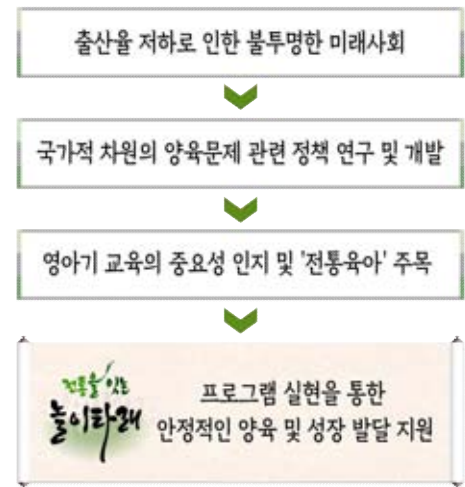 출산율 저하로 인한 불투명한 미래사회
국가적 차원의 양육문제 관련 정책 연구 및 개발
영아기 교육의 중요성 인지 및 '전통육아' 주목
전통을 잇는
놀이타래
프로그램 실현을 통한
안정적인 양육 및 성장 발달 지원